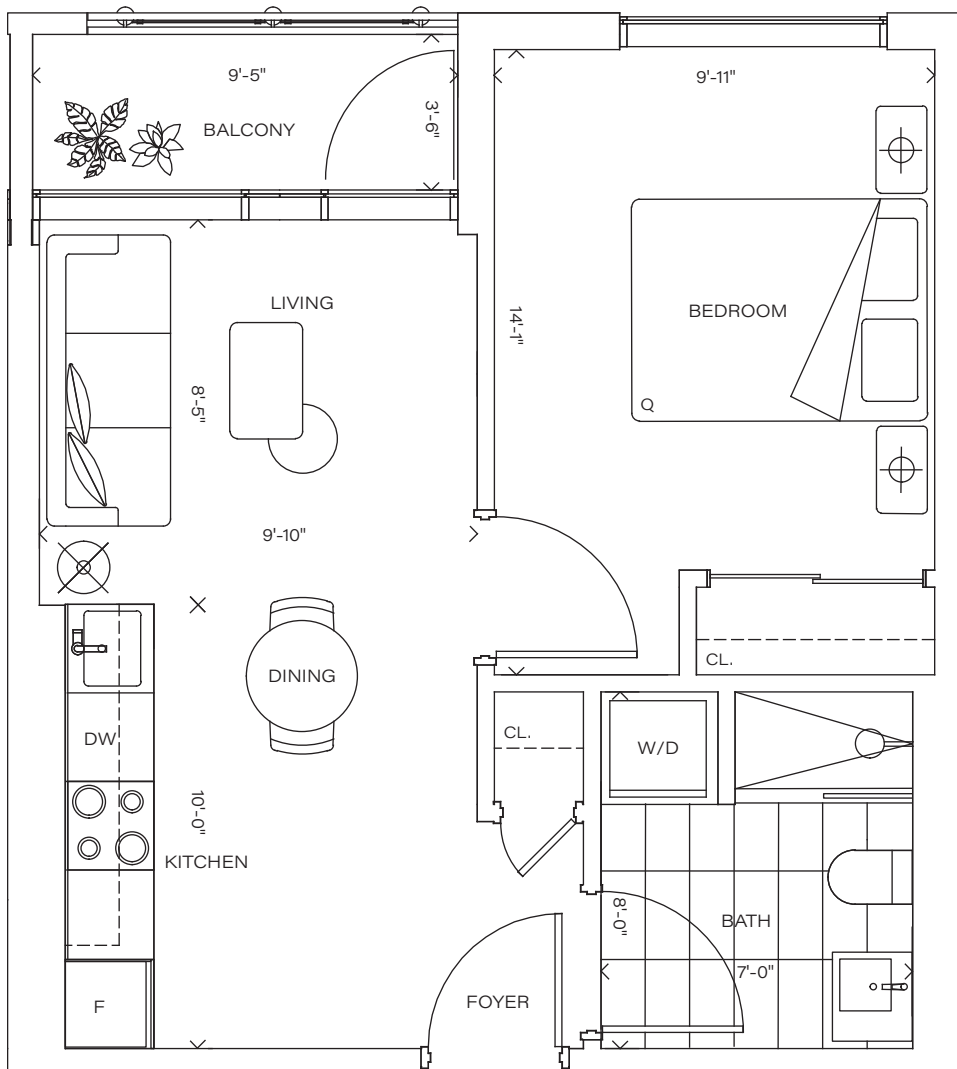 9'-5"
9'-11"
3'-6"
BALCONY
LIVING
BEDROOM
14'-1"
8'-5"
Q
9'-10"
CL.
DINING
CL.
DW
W/D
10'-0"
KITCHEN
8'-0"
BATH
7'-0"
FOYER
F